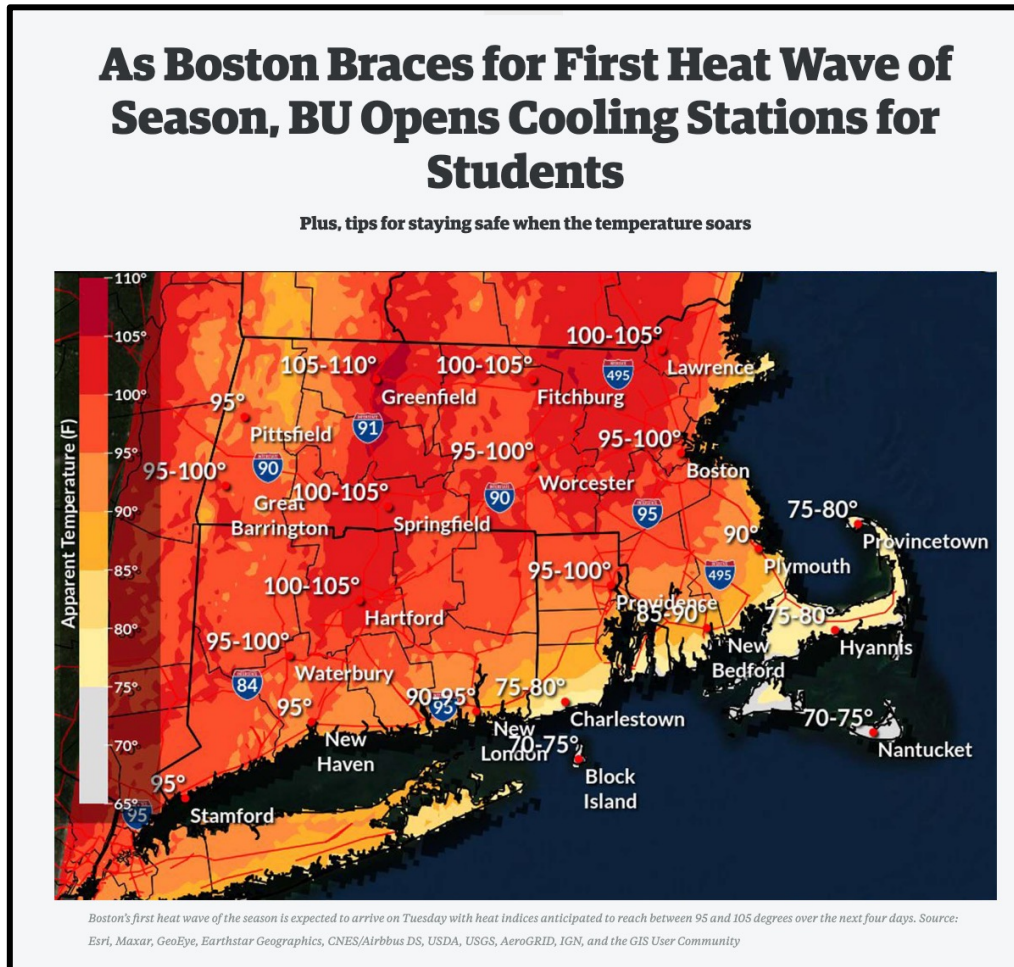 As Boston Braces for First Heat Wave of
Season, BU Opens Cooling Stations for
Students
Plus, tips for staying safe when the temperature soars
110°
105°
100°
95°
90°
85°
80°
75°
70°
65°
Apparent Temperature (F)
100-105°
Lawrence
495
105-110°
Greenfield
100-105°
Fitchburg
95°
Pittsfield
91
95-100°
Boston
95-100°
Worcester
90
95-100°
Great
Barrington
100-105°
Springfield
90
95
75-80°
Provincetown
90°
Plymouth
495
95-100°
Providence
100-105°
Hartford
85-90°
New
Bedford
75-80°
Hyannis
95-100°
Waterbury
84
95°
New
Haven
90-95°
95
New
London
75-80°
Charlestown
70-75°
Block
Island
70-75°
Nantucket
95°
Stamford
95
Boston's first heat wave of the season is expected to arrive on Tuesday with heat indices anticipated to reach between 95 and 105 degrees over the next four days. Source:
Esri, Maxar, GeoEye, Earthstar Geographics, CNES/Airbbus DS, USDA, USGS, AeroGRID, IGN, and the GIS User Community